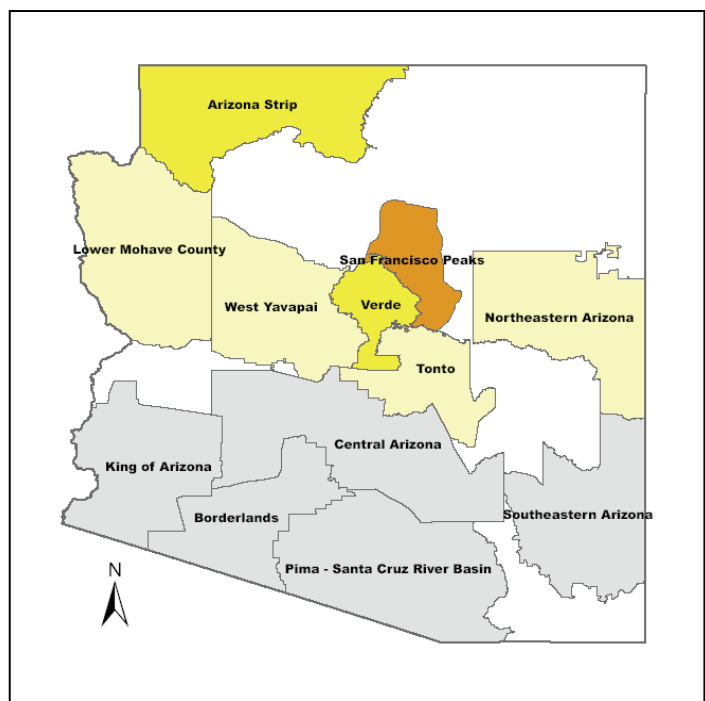 Arizona Strip
Lower Mohave County
San Francisco Peaks
West Yavapai
Verde
Northeastern Arizona
Tonto
Central Arizona
King of Arizona
Borderlands
Southeastern Arizona
Pima - Santa Cruz River Basin
N